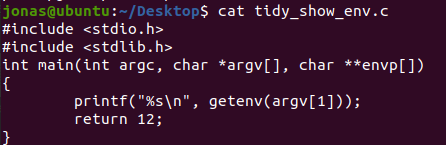 jonas@ubuntu:~/Desktop$ cat tidy_show_env.c
#include <stdio.h>
#include <stdlib.h>
int main(int argc, char *argv[], char **envp[])
{
        printf("%s\n", getenv(argv[1]));
        return 12;
}